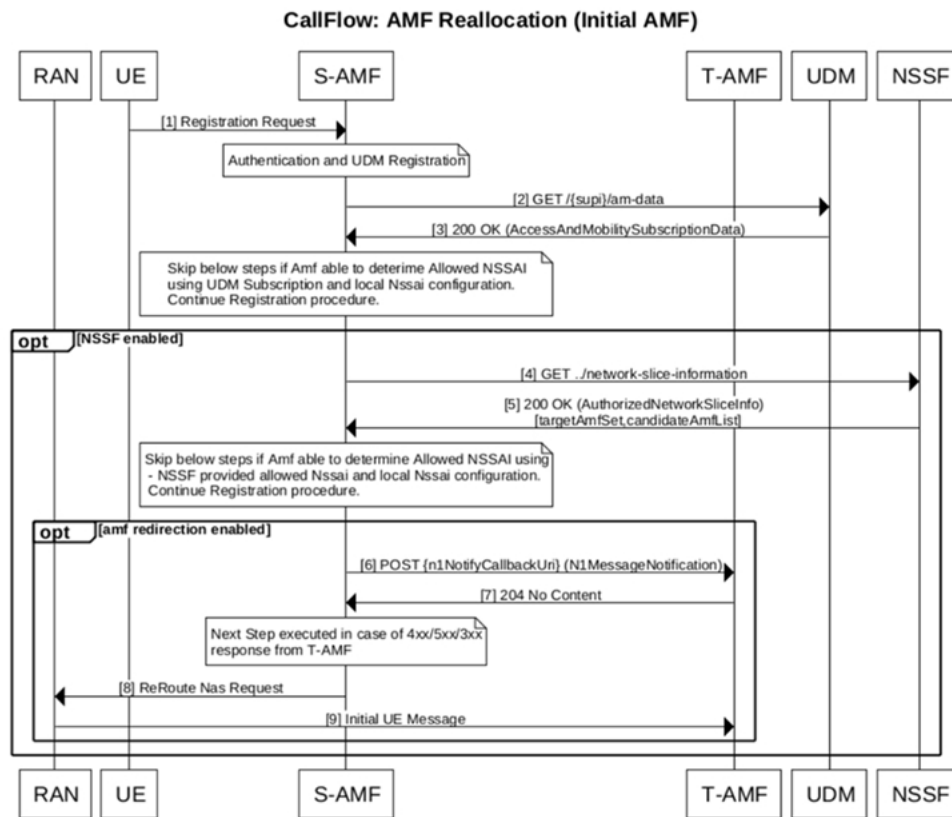 CallFlow: AMF Reallocation (Initial AMF)
RAN UE S-AMF T-AMF UDM NSSF
[1] Registration Request
Authentication and UDM Registration
[2] GET /{supi}/am-data
[3] 200 OK (AccessAndMobilitySubscriptionData)
Skip below steps if Amf able to deterime Allowed NSSAI
using UDM Subscription and local Nssai configuration.
Continue Registration procedure.
opt [NSSF enabled]
[4] GET ../network-slice-information
[5] 200 OK (AuthorizedNetworkSliceInfo)
[targetAmfSet,candidateAmfList]
Skip below steps if Amf able to determine Allowed NSSAI using
- NSSF provided allowed Nssai and local Nssai configuration.
Continue Registration procedure.
opt [amf redirection enabled]
[6] POST {n1NotifyCallbackUri} (N1MessageNotification)
[7] 204 No Content
Next Step executed in case of 4xx/5xx/3xx
response from T-AMF
[8] ReRoute Nas Request
[9] Initial UE Message
RAN UE S-AMF T-AMF UDM NSSF